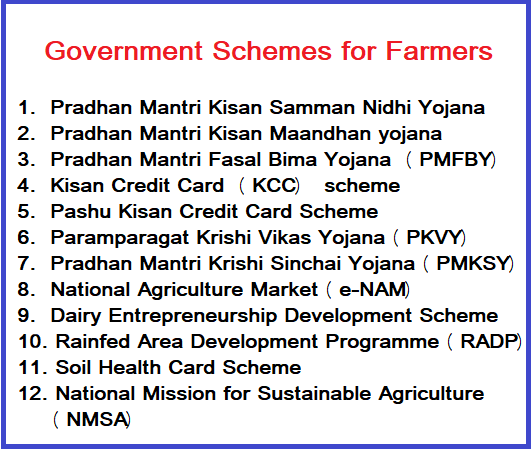 Government Schemes for Farmers
1. Pradhan Mantri Kisan Samman Nidhi Yojana
2. Pradhan Mantri Kisan Maandhan yojana
3. Pradhan Mantri Fasal Bima Yojana ( PMFBY)
4. Kisan Credit Card ( KCC) scheme
5. Pashu Kisan Credit Card Scheme
6. Paramparagat Krishi Vikas Yojana ( PKVY)
7. Pradhan Mantri Krishi Sinchai Yojana ( PMKSY)
8. National Agriculture Market ( e-NAM)
9. Dairy Entrepreneurship Development Scheme
10. Rainfed Area Development Programme ( RADP)
11. Soil Health Card Scheme
12. National Mission for Sustainable Agriculture
( NMSA)